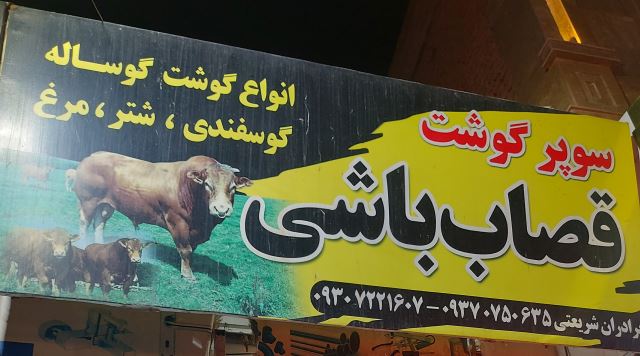 سوپر گوشت
قصاب باشی
انواع گوشت گوساله
گوسفندی ، شتر ، مرغ
برادران شریعتی ۰۹۳۷۰۷۵۰۶۳۵ – ۰۹۳۰۷۲۲۱۶۰۷